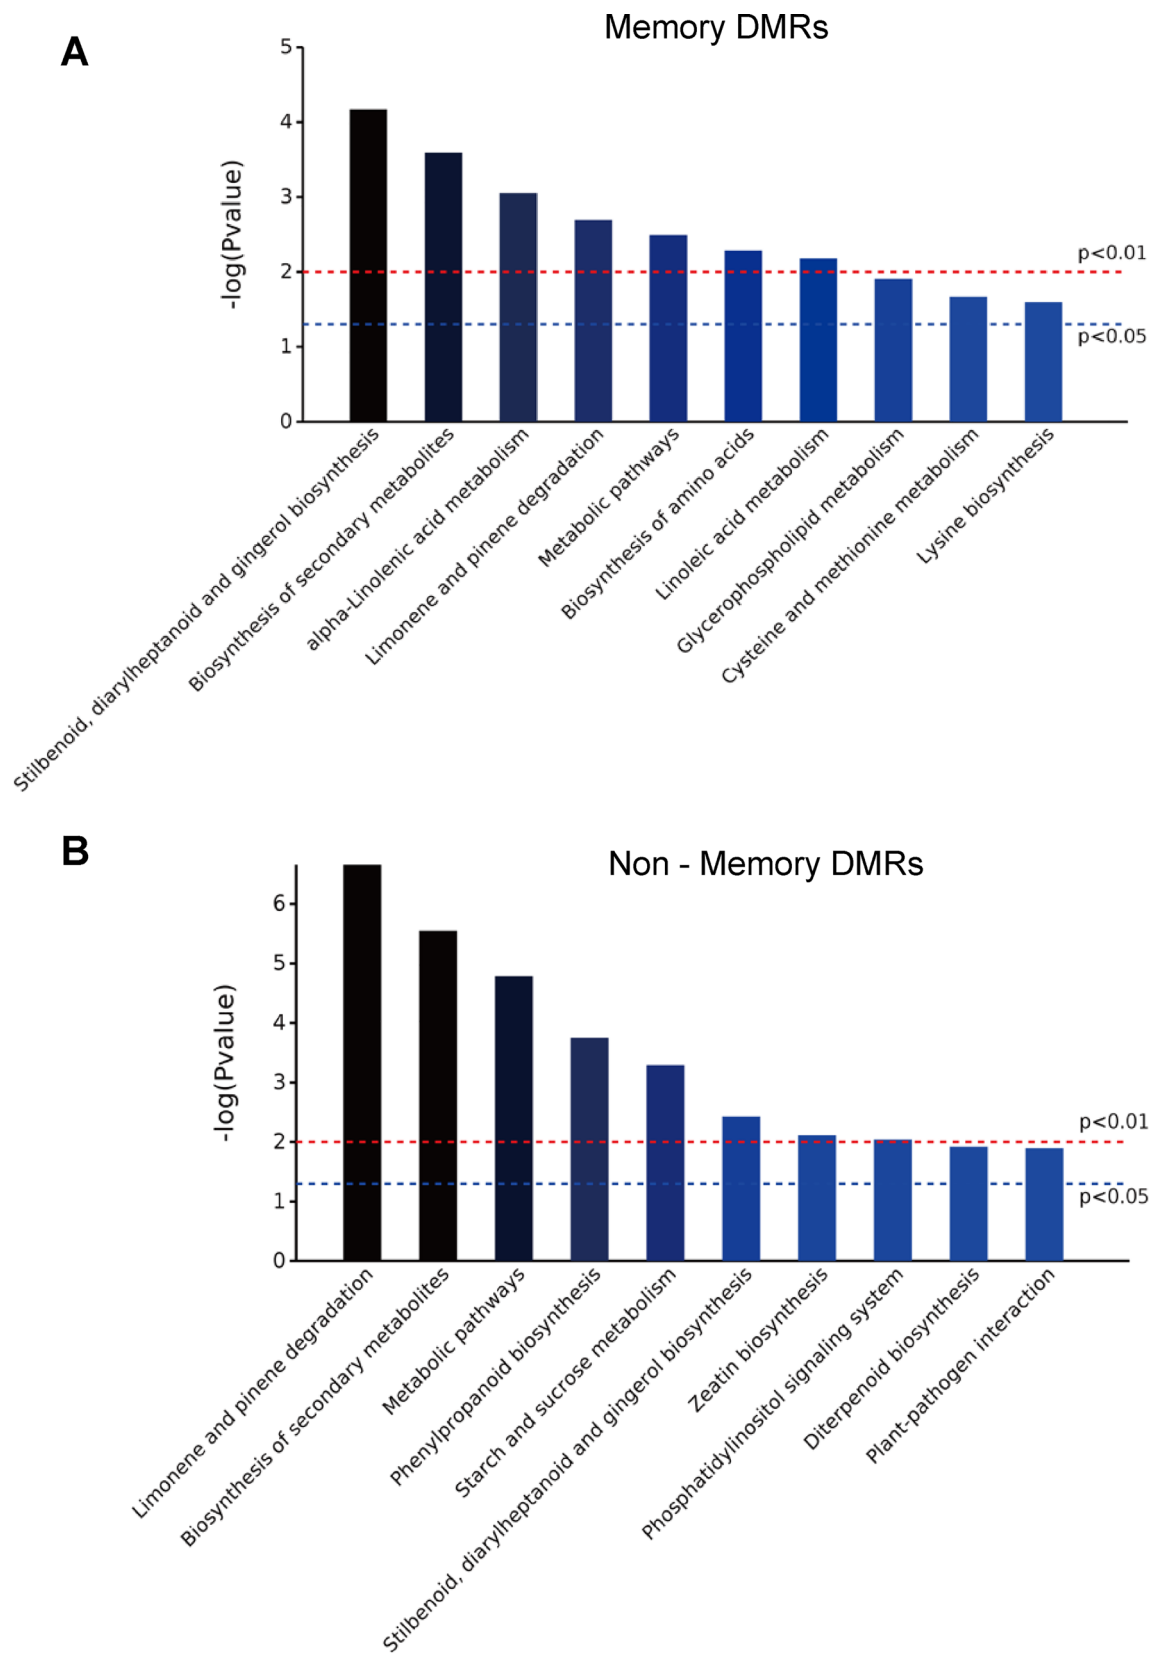 A
Memory DMRs
5
4
3
2
1
0
-log(Pvalue)
p<0.01
p<0.05
Stilbenoid, diarylheptanoid and gingerol biosynthesis
Biosynthesis of secondary metabolites
alpha-Linolenic acid metabolism
Limonene and pinene degradation
Metabolic pathways
Biosynthesis of amino acids
Linoleic acid metabolism
Glycerophospholipid metabolism
Cysteine and methionine metabolism
Lysine biosynthesis
B
Non - Memory DMRs
6
5
4
3
2
1
0
-log(Pvalue)
p<0.01
p<0.05
Limonene and pinene degradation
Biosynthesis of secondary metabolites
Metabolic pathways
Phenylpropanoid biosynthesis
Starch and sucrose metabolism
Stilbenoid, diarylheptanoid and gingerol biosynthesis
Zeatin biosynthesis
Phosphatidylinositol signaling system
Diterpenoid biosynthesis
Plant-pathogen interaction